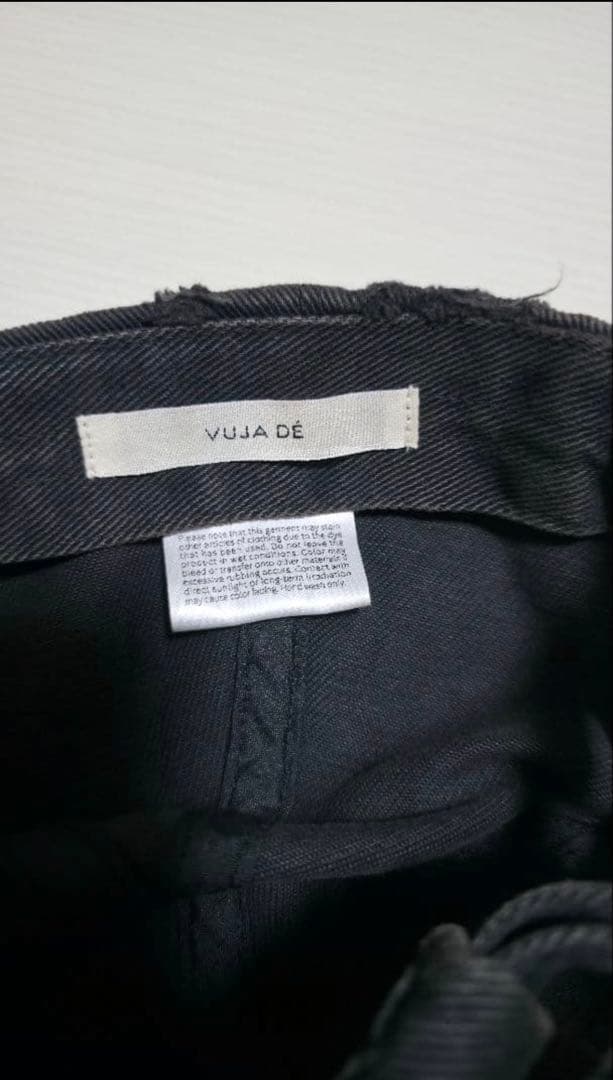 VUJA DÉ
Please note that this garment may stain
other articles of clothing due to the dye
that has been used. Do not leave the
product in wet conditions. Color may
bleed or transfer onto other materials if
excessive rubbing occurs. Contact with
direct sunlight or long-term irradiation
may cause color fading. Hand wash only.